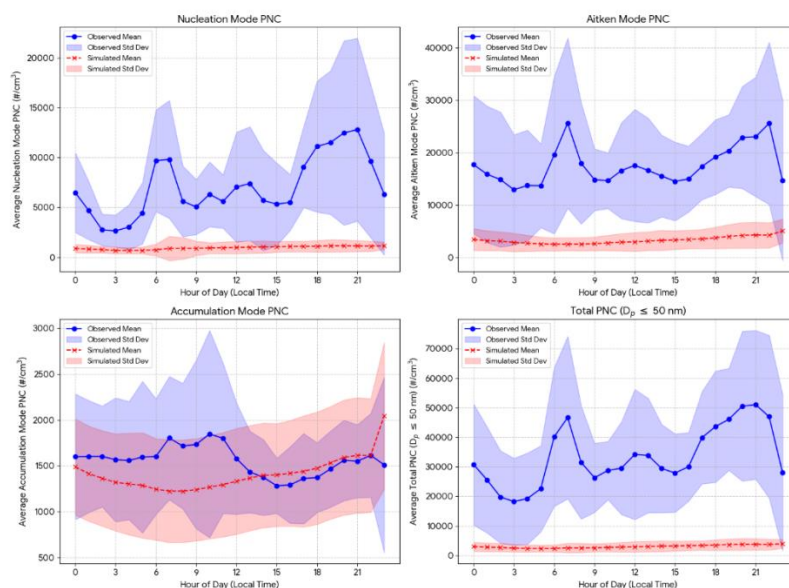 Nucleation Mode PNC
Observed Mean
Observed Std Dev
Simulated Mean
Simulated Std Dev
Average Nucleation Mode PNC (#/cm³)
20000
15000
10000
5000
0
0 3 6 9 12 15 18 21
Hour of Day (Local Time)
Aitken Mode PNC
Observed Mean
Observed Std Dev
Simulated Mean
Simulated Std Dev
Average Aitken Mode PNC (#/cm³)
40000
30000
20000
10000
0
0 3 6 9 12 15 18 21
Hour of Day (Local Time)
Accumulation Mode PNC
Observed Mean
Observed Std Dev
Simulated Mean
Simulated Std Dev
Average Accumulation Mode PNC (#/cm³)
3000
2500
2000
1500
1000
500
0 3 6 9 12 15 18 21
Hour of Day (Local Time)
Total PNC (Dₚ ≤ 50 nm)
Observed Mean
Observed Std Dev
Simulated Mean
Simulated Std Dev
Average Total PNC (Dₚ ≤ 50 nm) (#/cm³)
70000
60000
50000
40000
30000
20000
10000
0
0 3 6 9 12 15 18 21
Hour of Day (Local Time)